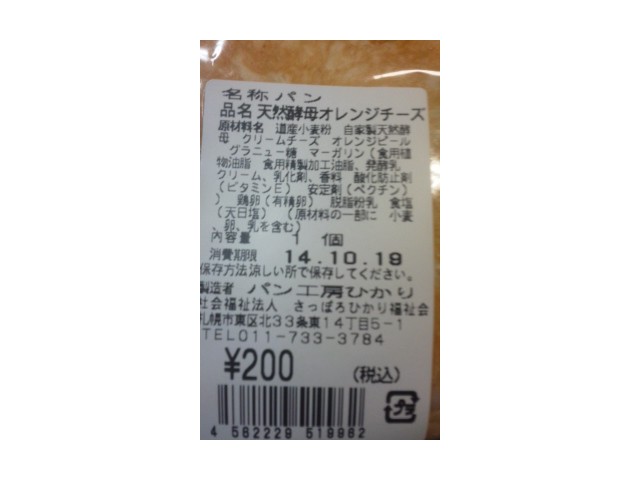 名称 パン
品名 天然酵母オレンジチーズ
原材料名 道産小麦粉 自家製天然酵
母 クリームチーズ オレンジピール
グラニュー糖 マーガリン(食用植
物油脂 食用精製加工油脂、発酵乳
クリーム、乳化剤、香料 酸化防止剤
(ビタミンE) 安定剤(ペクチン)
) 鶏卵(有精卵) 脱脂粉乳 食塩
(天日塩) (原材料の一部に 小麦
、卵、乳を含む)
内容量 1 個
消費期限 14.10.19
保存方法涼しい所で保存してください。
製造者 パン工房ひかり
社会福祉法人 さっぽろひかり福祉会
札幌市東区北33条東14丁目5-1
TEL011-733-3784
¥200 (税込)
プラ
4 582229 519982